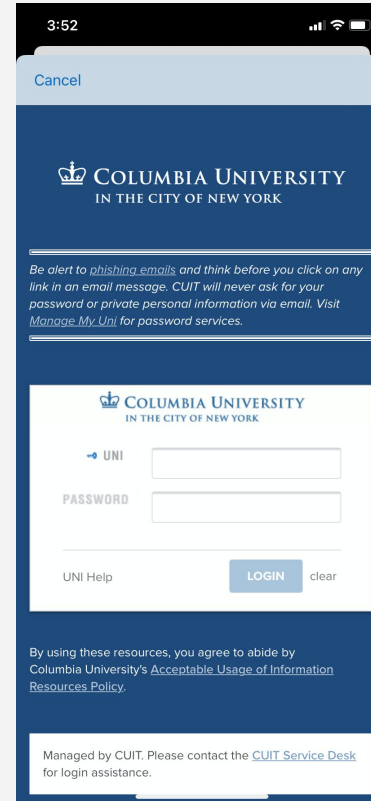 3:52
Cancel
COLUMBIA UNIVERSITY
IN THE CITY OF NEW YORK
Be alert to phishing emails and think before you click on any
link in an email message. CUIT will never ask for your
password or private personal information via email. Visit
Manage My Uni for password services.
COLUMBIA UNIVERSITY
IN THE CITY OF NEW YORK
UNI
PASSWORD
UNI Help
LOGIN
clear
By using these resources, you agree to abide by
Columbia University's Acceptable Usage of Information
Resources Policy.
Managed by CUIT. Please contact the CUIT Service Desk
for login assistance.